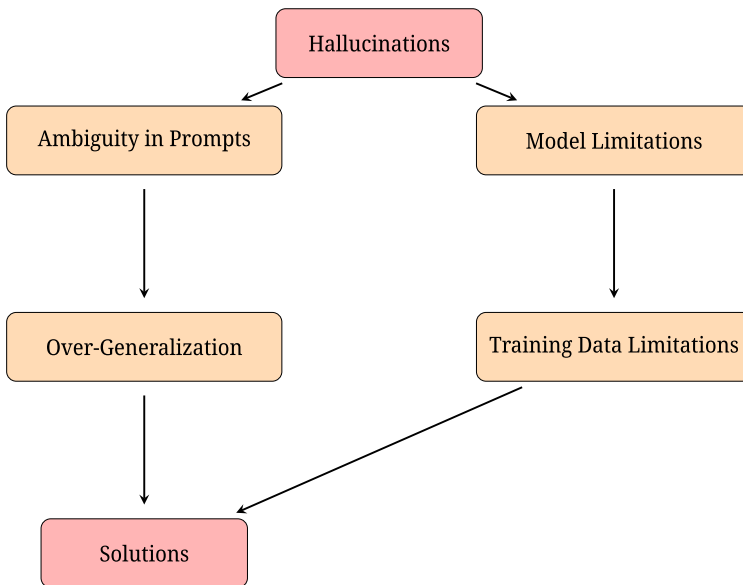 Hallucinations
Ambiguity in Prompts
Model Limitations
Over-Generalization
Training Data Limitations
Solutions